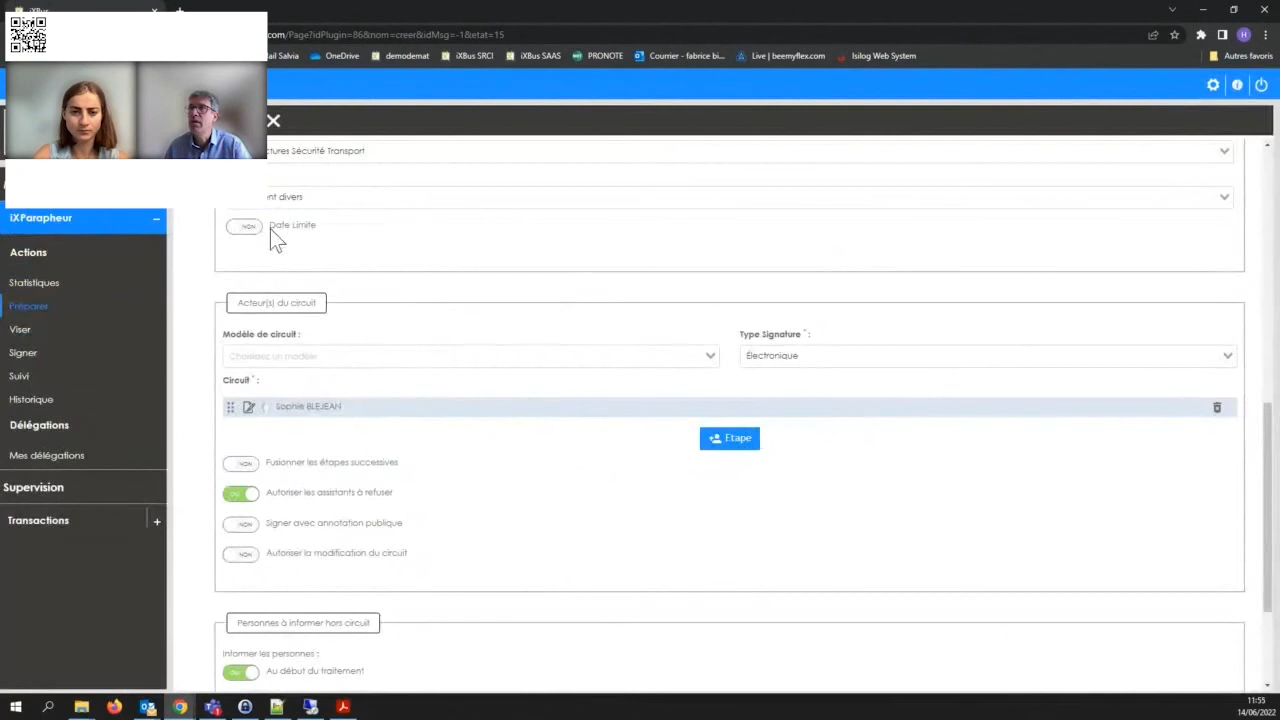 iXBus
.com/Page?idPlugin=86&nom=creer&idMsg=-1&etat=15
ail Salvia
OneDrive
demodemat
iXBus SRCI
iXBus SAAS
PRONOTE
Courrier - fabrice bi...
Live | beemyflex.com
Isilog Web System
Autres favoris
ctures Sécurité Transport
nt divers
NON Date Limite
iXParapheur
Actions
Statistiques
Préparer
Viser
Signer
Suivi
Historique
Délégations
Mes délégations
Supervision
Transactions +
Acteur(s) du circuit
Modèle de circuit :
Choisissez un modèle
Type Signature * :
Électronique
Circuit * :
Sophie BLEJEAN
Etape
NON Fusionner les étapes successives
OUI Autoriser les assistants à refuser
NON Signer avec annotation publique
NON Autoriser la modification du circuit
Personnes à informer hors circuit
Informer les personnes :
OUI Au début du traitement
11:55
14/06/2022